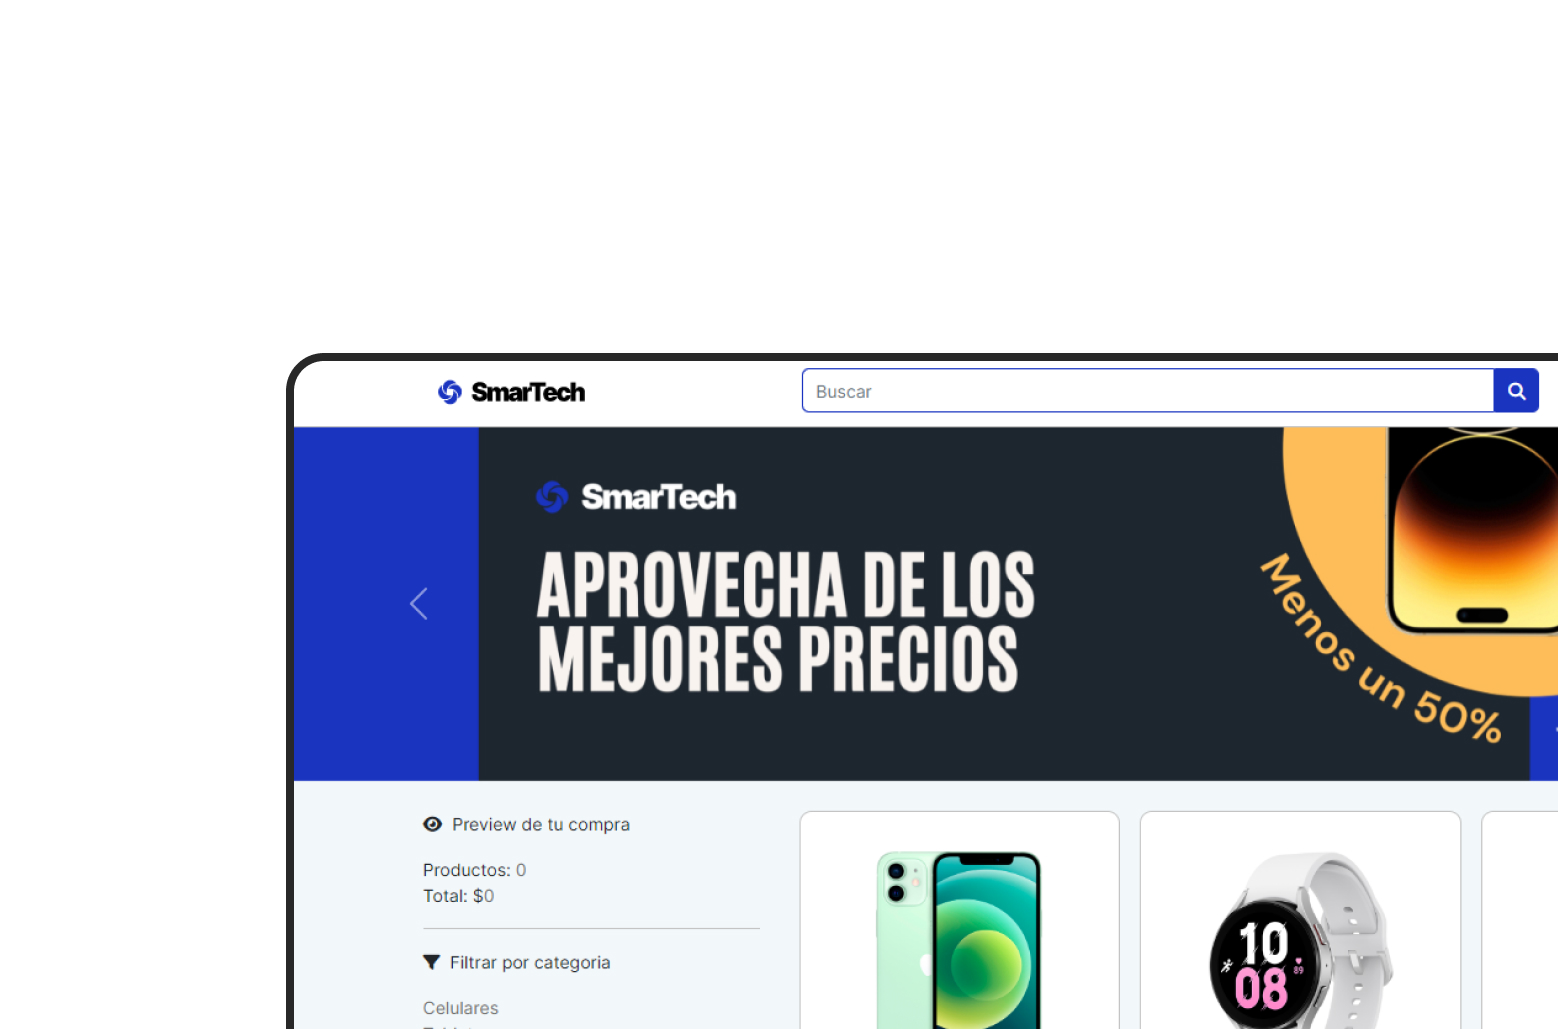 SmarTech
Buscar
SmarTech
APROVECHA DE LOS
MEJORES PRECIOS
Menos un 50%
Preview de tu compra
Productos: 0
Total: $0
Filtrar por categoria
Celulares
10
08
89